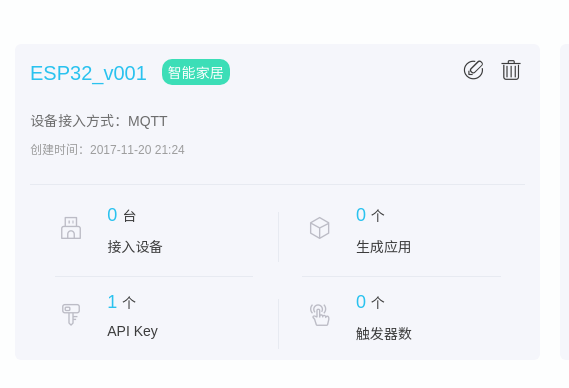 ESP32_v001 智能家居
设备接入方式：MQTT
创建时间：2017-11-20 21:24
0 台
接入设备
0 个
生成应用
1 个
API Key
0 个
触发器数